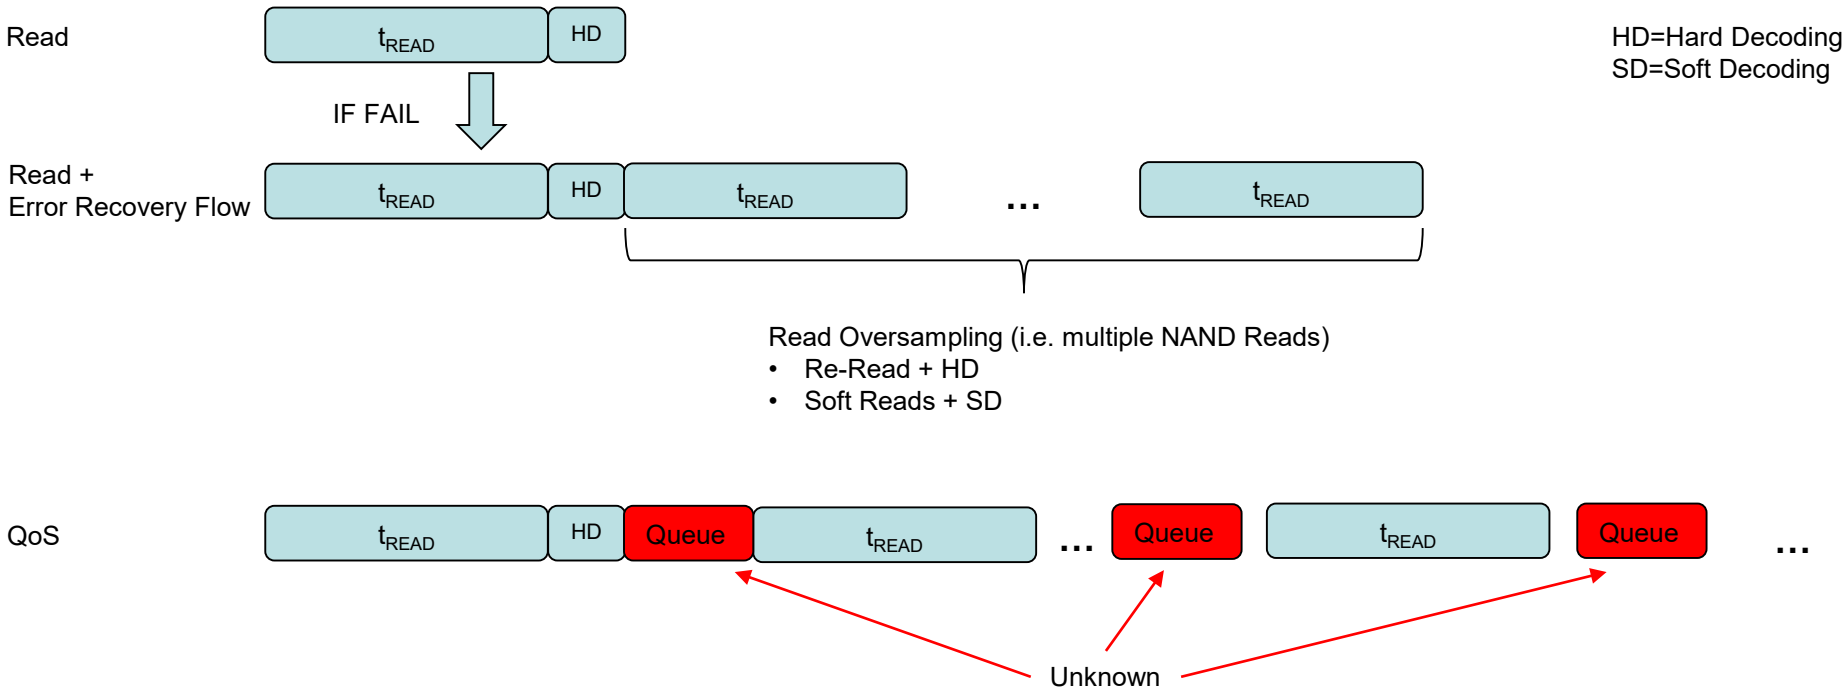 Read
tREAD
HD
HD=Hard Decoding
SD=Soft Decoding
IF FAIL
Read +
Error Recovery Flow
tREAD
HD
tREAD
...
tREAD
Read Oversampling (i.e. multiple NAND Reads)
• Re-Read + HD
• Soft Reads + SD
QoS
tREAD
HD
Queue
tREAD
...
Queue
tREAD
Queue
...
Unknown